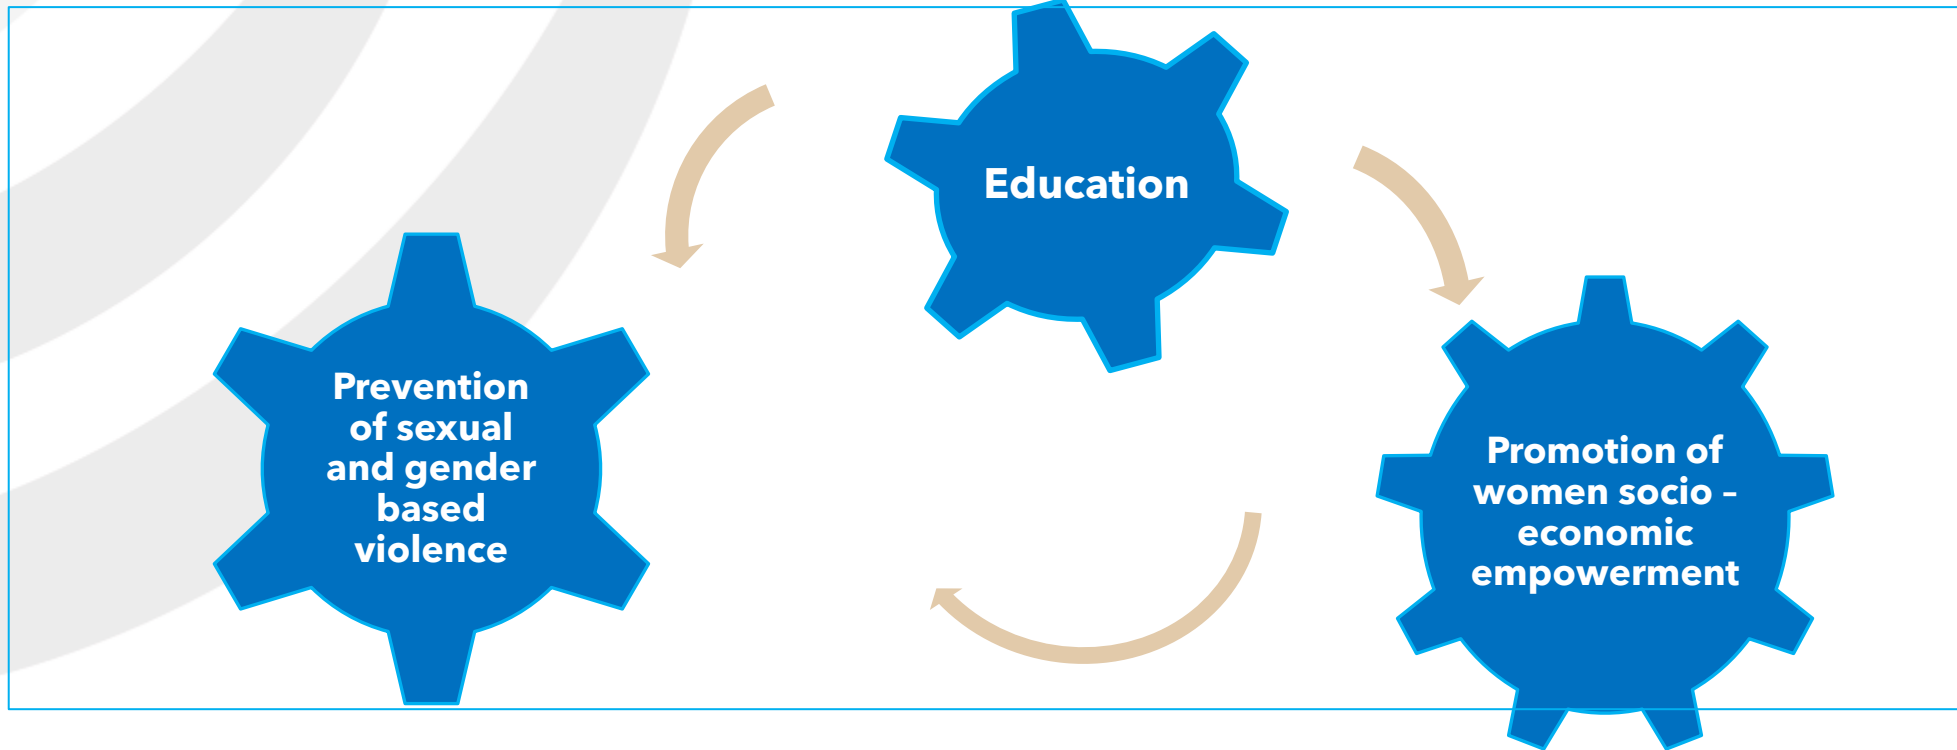 Education
Prevention
of sexual
and gender
based
violence
Promotion of
women socio –
economic
empowerment